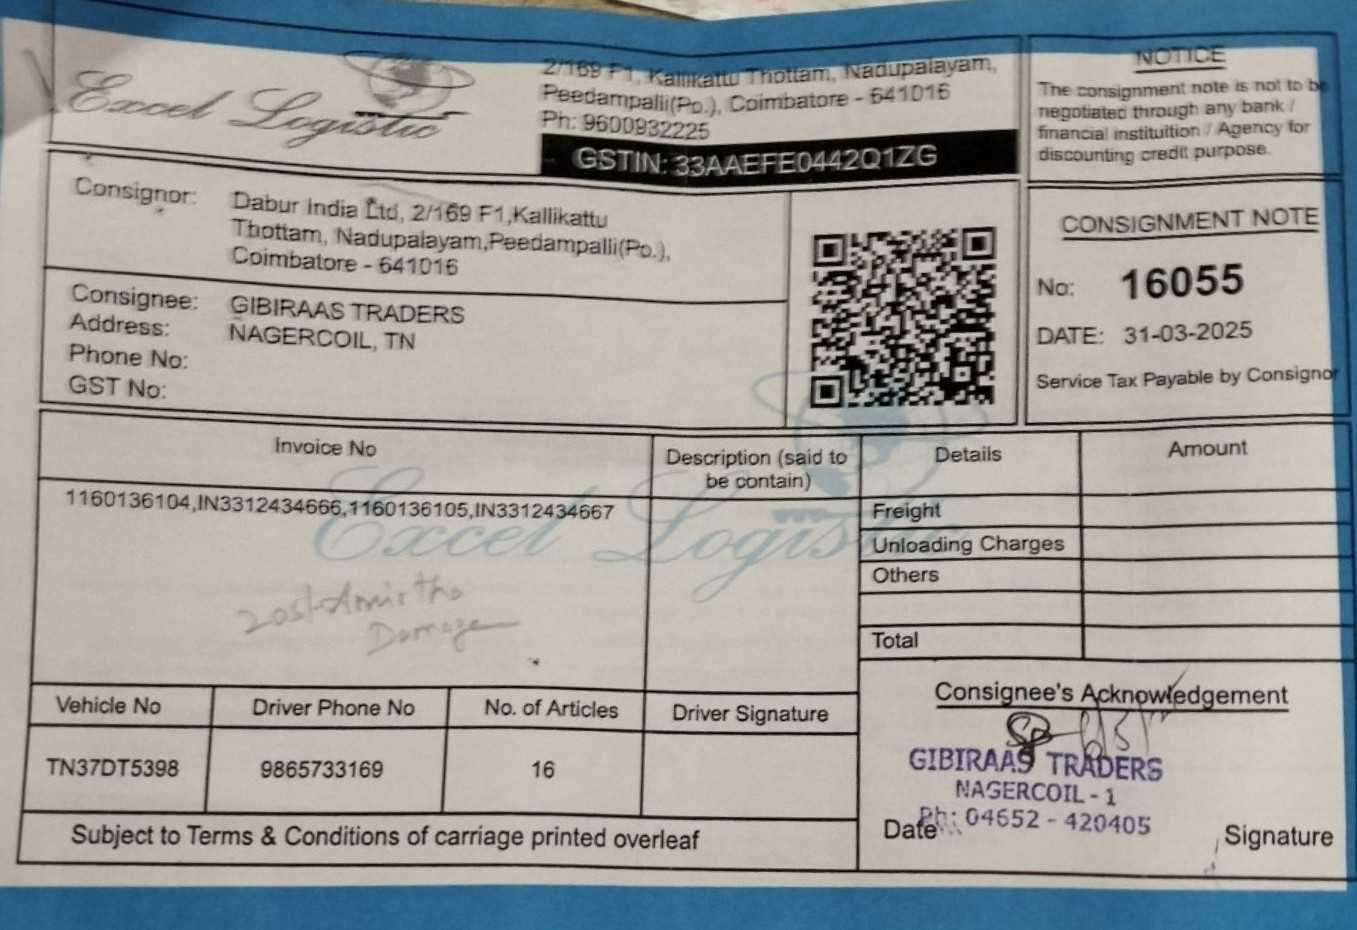 Excel Logistic
2/169 F1, Kallikattu Thottam, Nadupalayam,
Peedampalli(Po.), Coimbatore - 641016
Ph: 9600932225
GSTIN: 33AAEFE0442Q1ZG
NOTICE
The consignment note is not to be
negotiated through any bank /
financial instituition / Agency for
discounting credit purpose.
Consignor: Dabur India Ltd, 2/169 F1,Kallikattu
Thottam, Nadupalayam,Peedampalli(Po.),
Coimbatore - 641016
Consignee: GIBIRAAS TRADERS
Address: NAGERCOIL, TN
Phone No:
GST No:
CONSIGNMENT NOTE
No: 16055
DATE: 31-03-2025
Service Tax Payable by Consignor
Invoice No
Description (said to
be contain)
Details
Amount
1160136104,IN3312434666,1160136105,IN3312434667
Excel Logistic
Damage
Freight
Unloading Charges
Others
Total
Vehicle No
Driver Phone No
No. of Articles
Driver Signature
TN37DT5398
9865733169
16
Subject to Terms & Conditions of carriage printed overleaf
Consignee's Acknowledgement
GIBIRAAS TRADERS
NAGERCOIL - 1
Ph: 04652 - 420405
Date
Signature